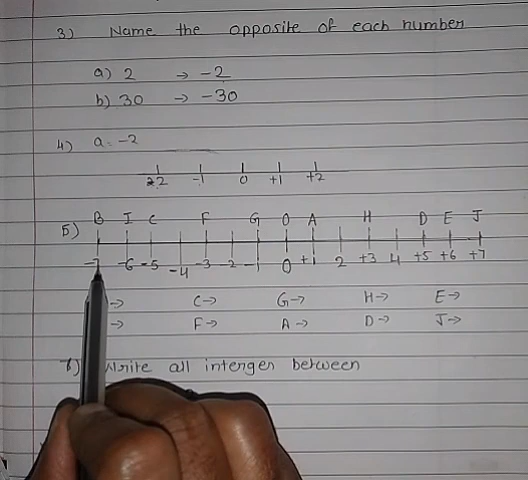 3) Name the opposite of each number
a) 2 → -2
b) 30 → -30
4) a. -2
-2 -1 0 +1 +2
B I C F G O A H D E J
5)
-7 -6 -5 -4 -3 -2 -1 0 +1 2 +3 4 +5 +6 +7
→ C→ G→ H→ E→
→ F→ A→ D→ J→
Write all intenger between